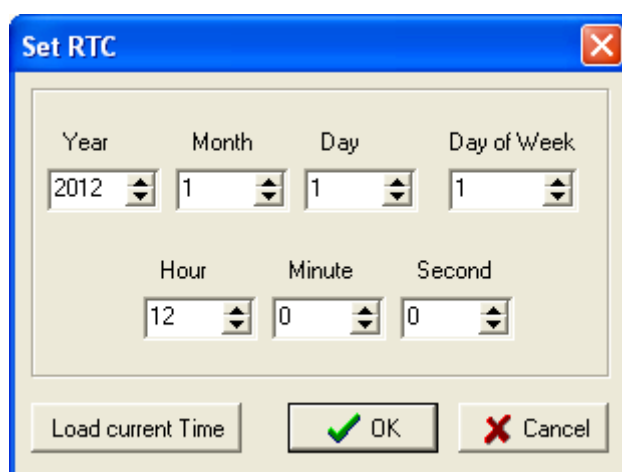 Set RTC
Year Month Day Day of Week
2012 1 1 1
Hour Minute Second
12 0 0
Load current Time OK Cancel